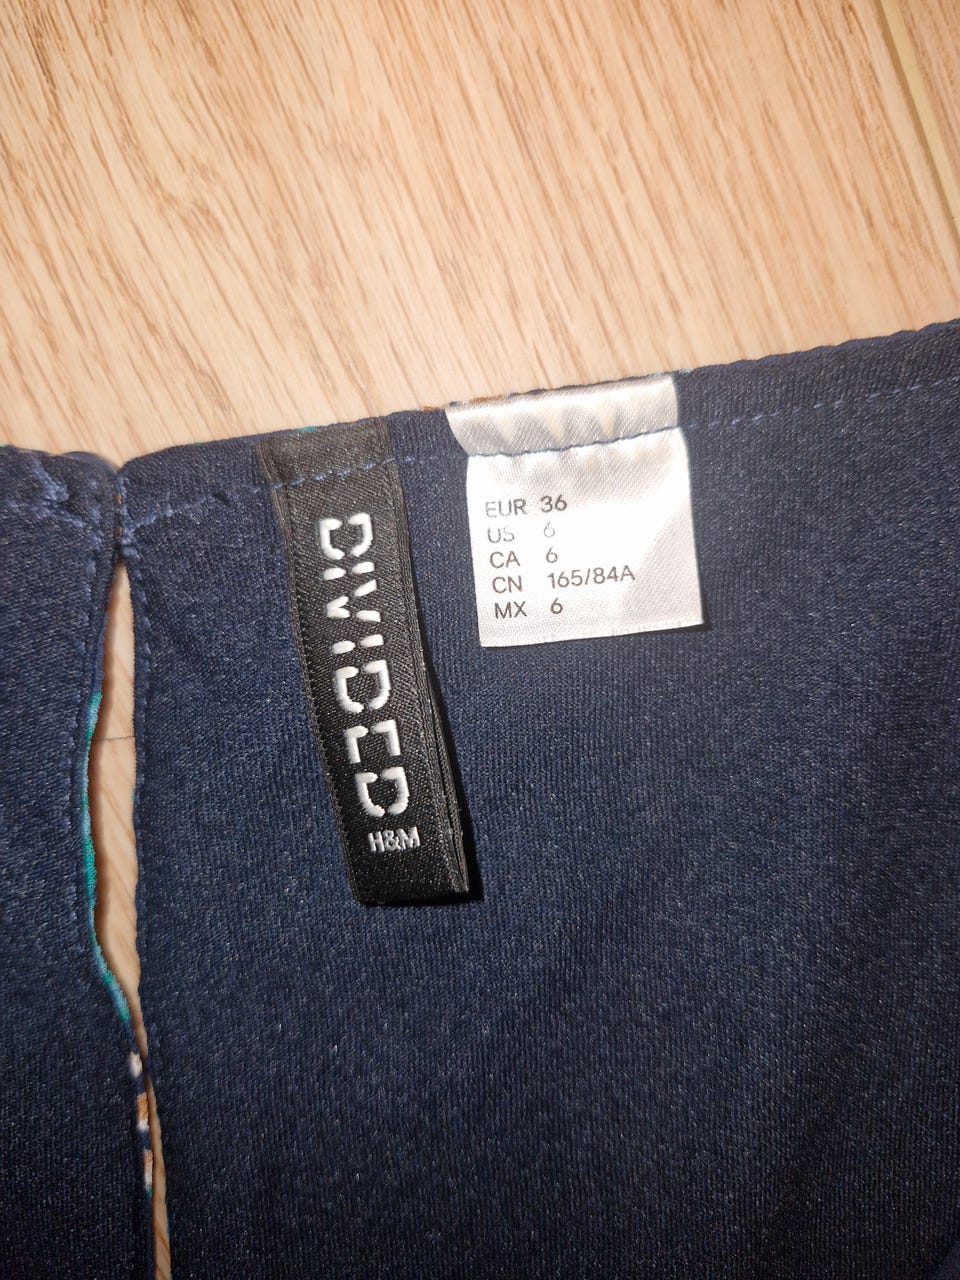 DIVIDED
H&M
EUR 36
US 6
CA 6
CN 165/84A
MX 6